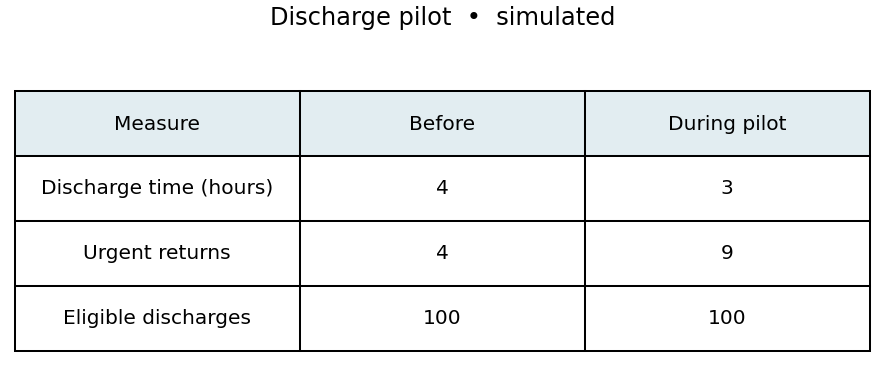 Discharge pilot • simulated
Measure Before During pilot
Discharge time (hours) 4 3
Urgent returns 4 9
Eligible discharges 100 100